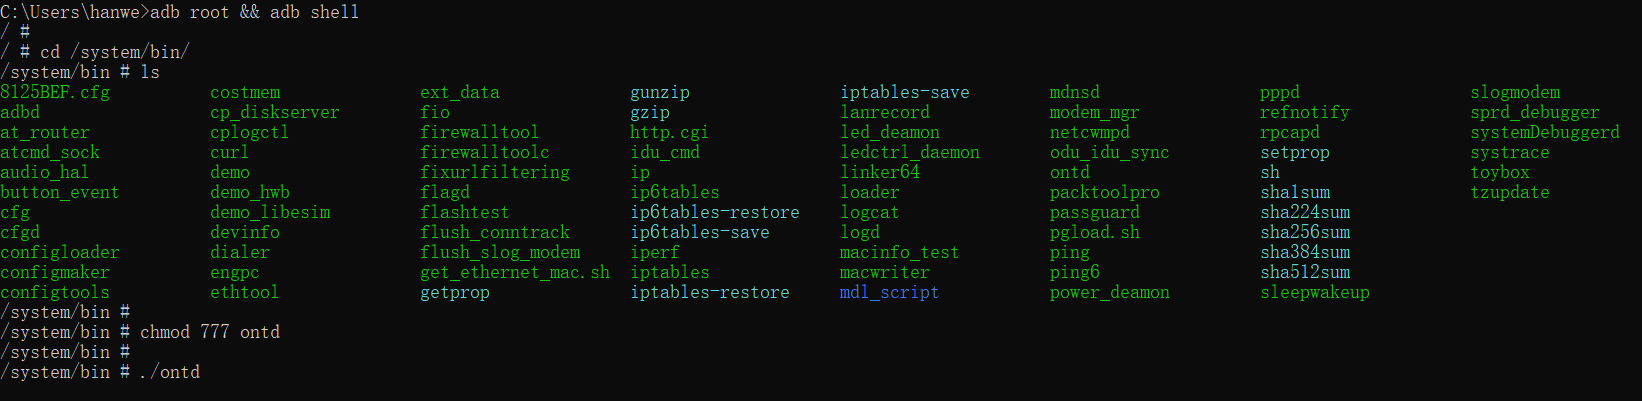 C:\Users\hanwe>adb root && adb shell
/ #
/ # cd /system/bin/
/system/bin # ls
8125BEF.cfg costmem ext_data gunzip iptables-save mdnsd pppd slogmodem
adbd cp_diskserver fio gzip lanrecord modem_mgr refnotify sprd_debugger
at_router cplogctl firewalltool http.cgi led_deamon netcwmpd rpcapd systemDebuggerd
atcmd_sock curl firewalltoolc idu_cmd ledctrl_daemon odu_idu_sync setprop systrace
audio_hal demo fixurlfiltering ip linker64 ontd sh toybox
button_event demo_hwb flagd ip6tables loader packtoolpro sha1sum tzupdate
cfg demo_libesim flashtest ip6tables-restore logcat passguard sha224sum
cfgd devinfo flush_conntrack ip6tables-save logd pgload.sh sha256sum
configloader dialer flush_slog_modem iperf macinfo_test ping sha384sum
configmaker engpc get_ethernet_mac.sh iptables macwriter ping6 sha512sum
configtools ethtool getprop iptables-restore mdl_script power_deamon sleepwakeup
/system/bin #
/system/bin # chmod 777 ontd
/system/bin #
/system/bin # ./ontd